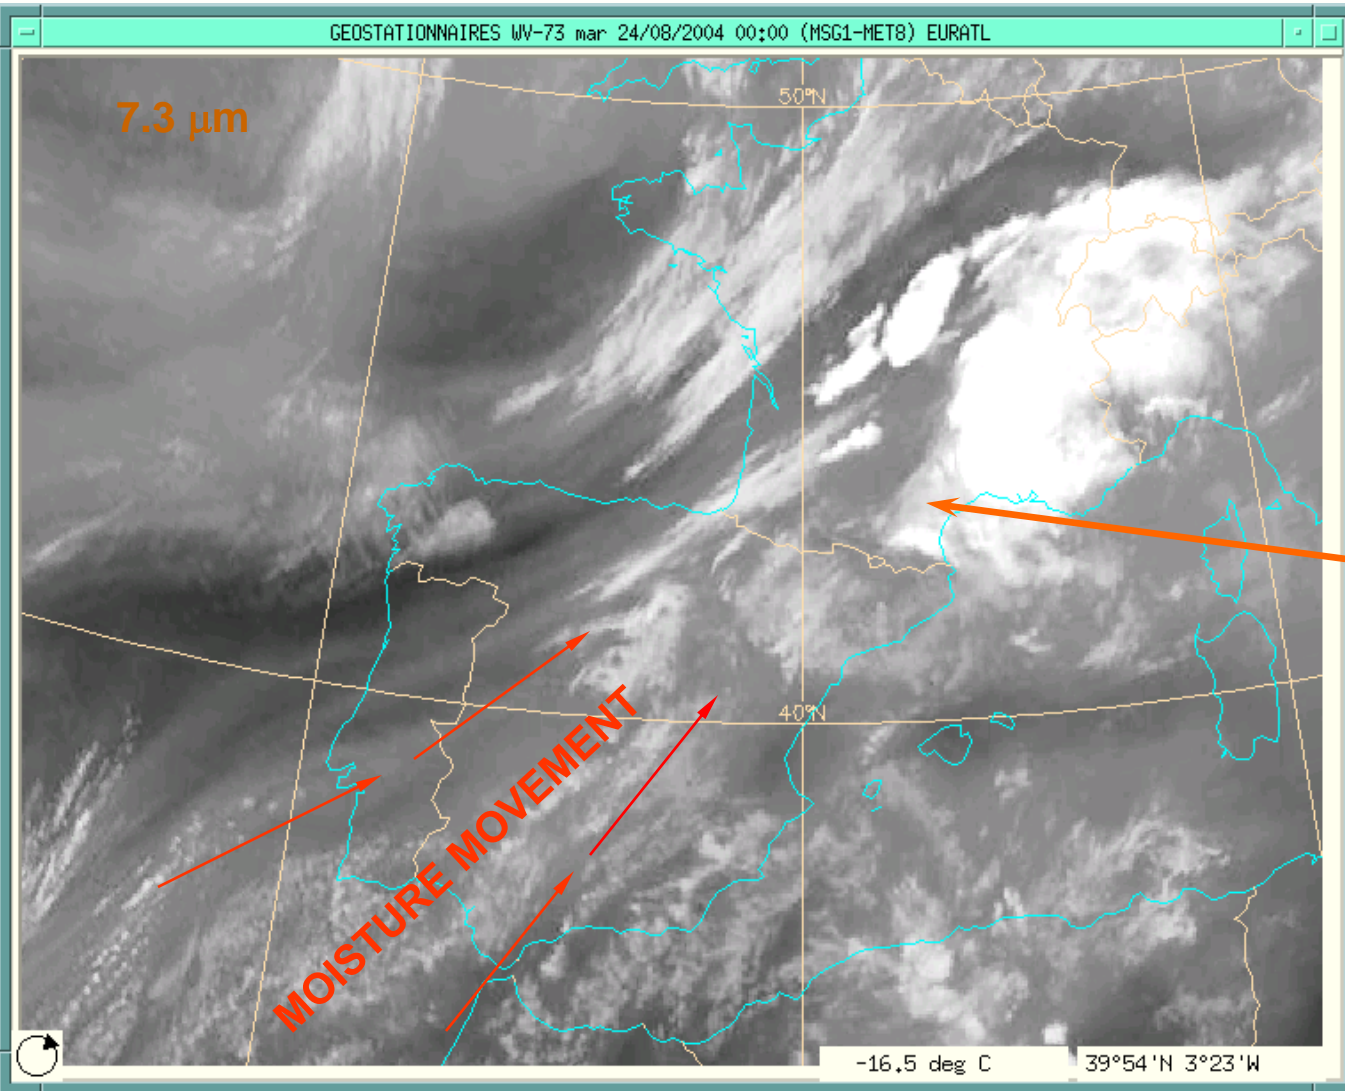 GEOSTATIONNAIRES WV-73 mar 24/08/2004 00:00 (MSG1-MET8) EURATL
7.3 µm
50°N
40°N
MOISTURE MOVEMENT
-16.5 deg C
39°54'N 3°23'W